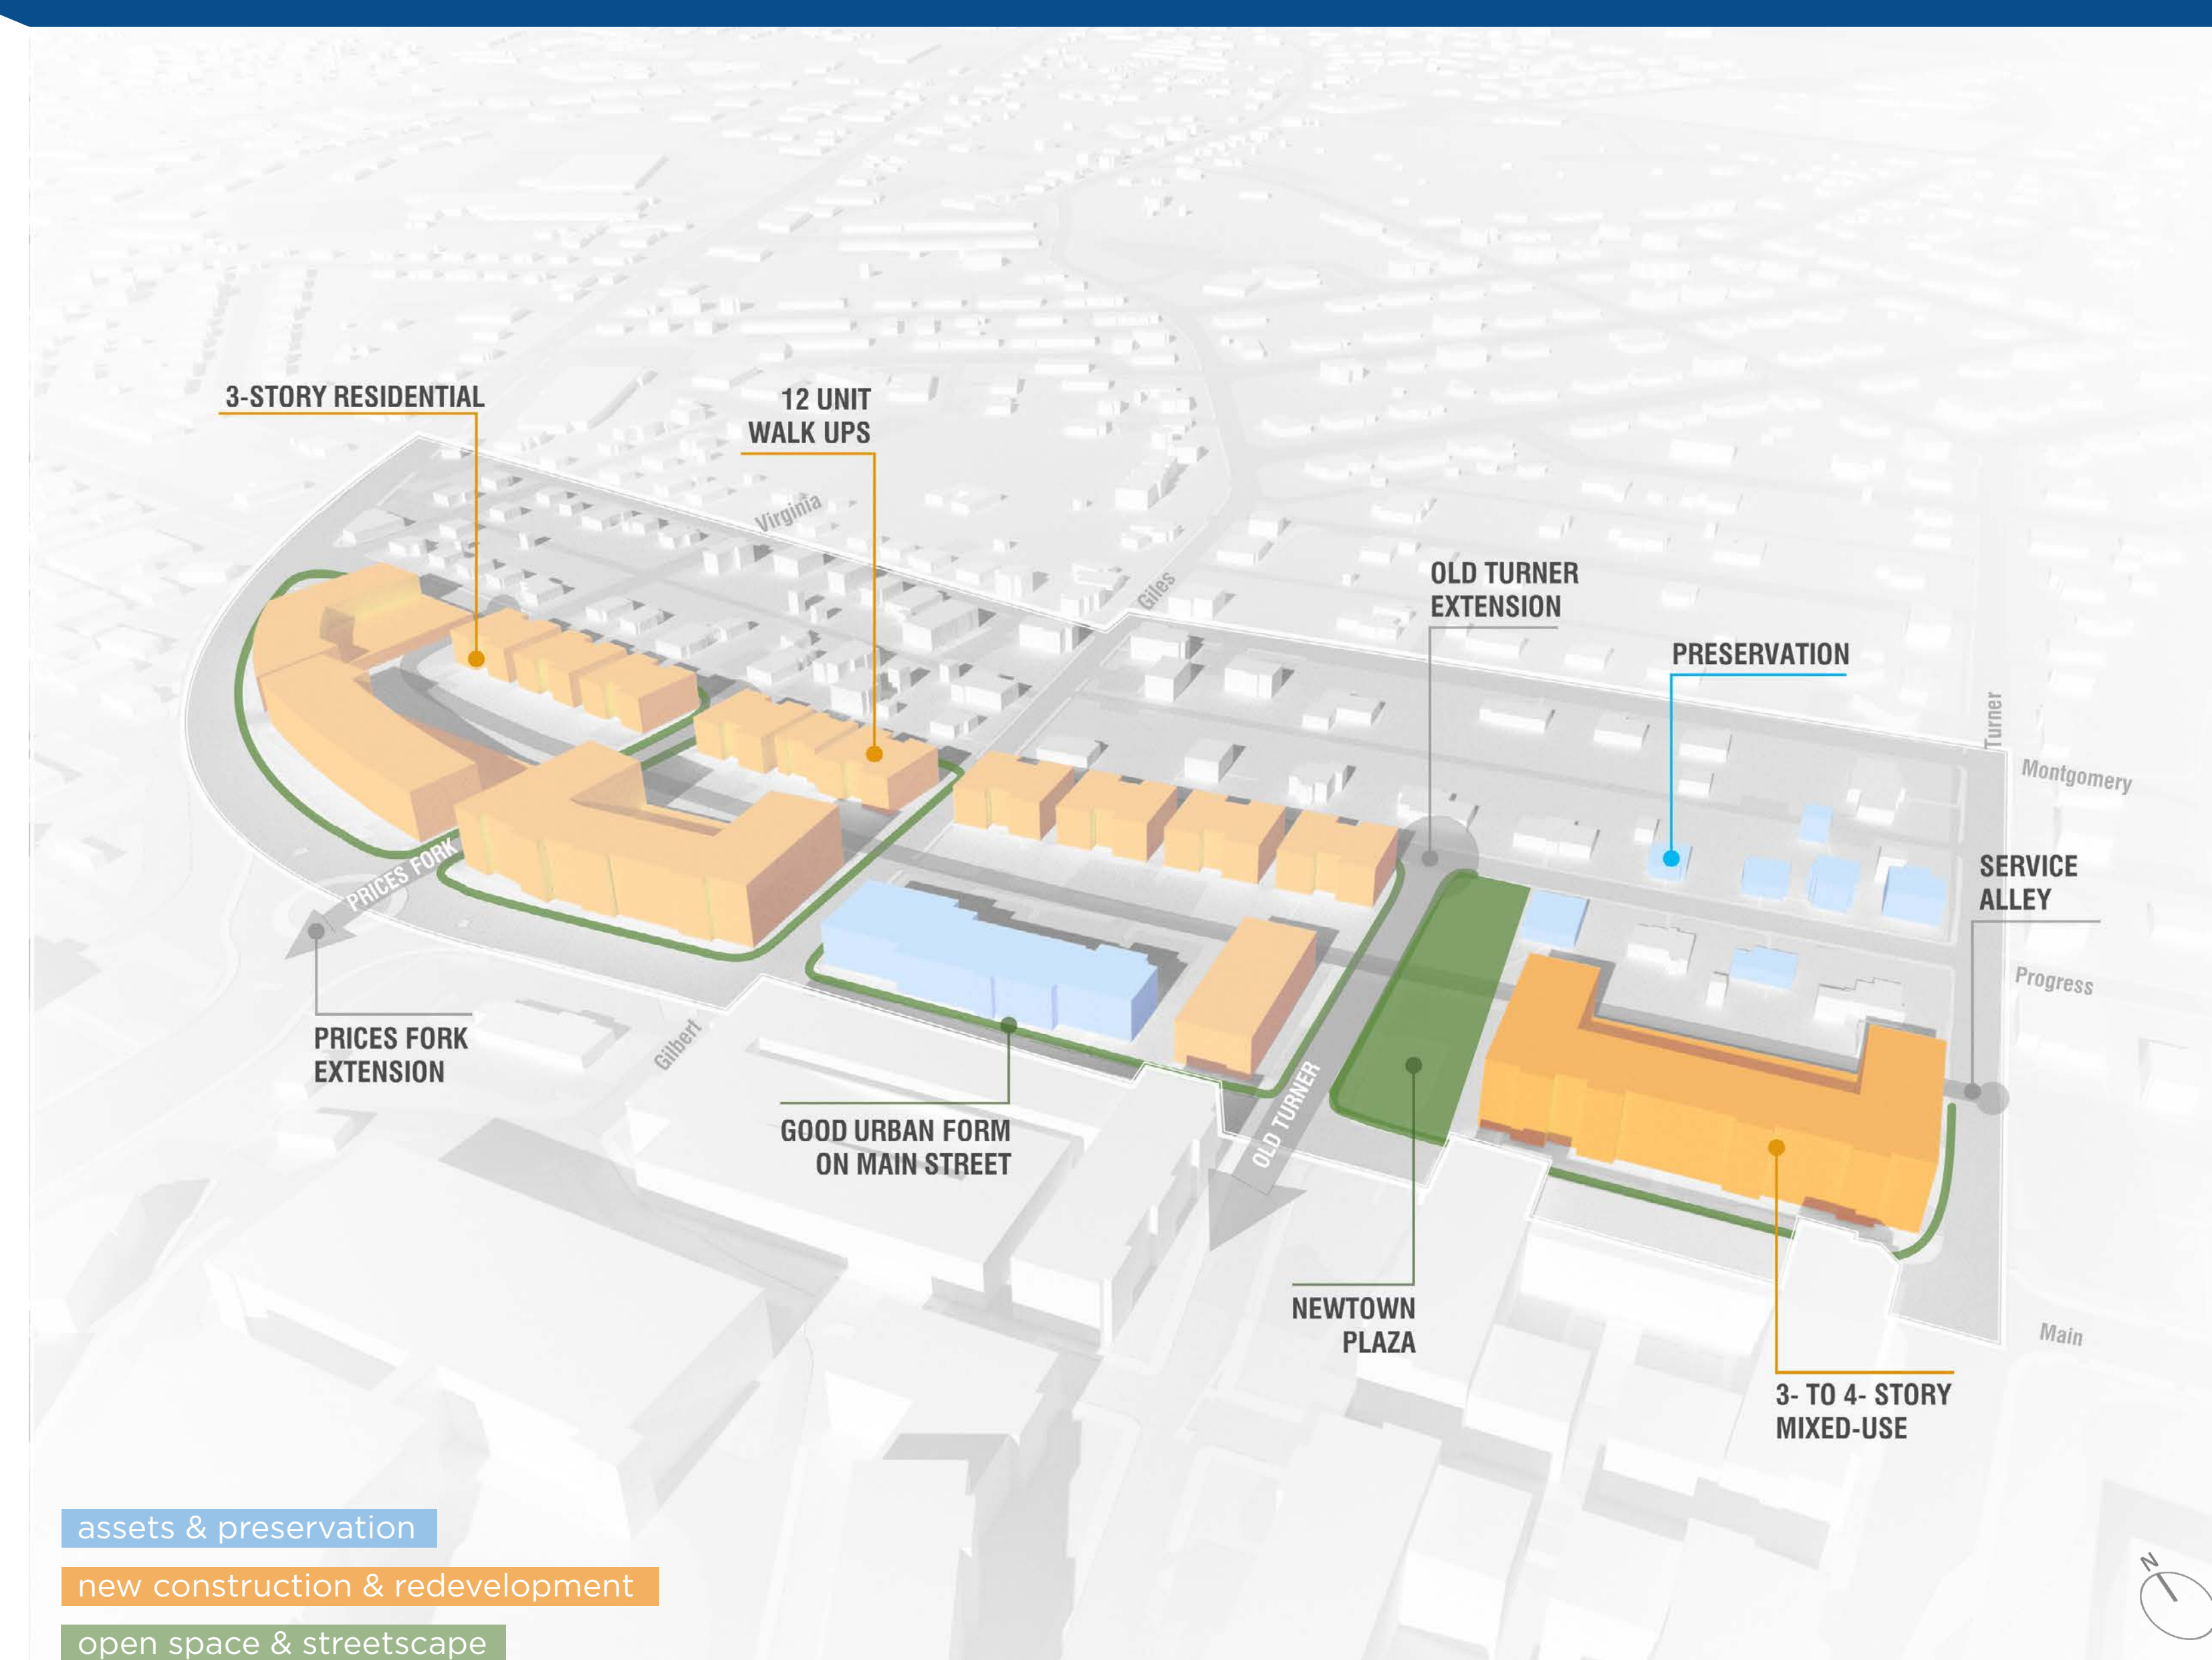 3-STORY RESIDENTIAL
12 UNIT
WALK UPS
Virginia
Giles
OLD TURNER
EXTENSION
PRESERVATION
Turner
Montgomery
SERVICE
ALLEY
PRICES FORK
Progress
PRICES FORK
EXTENSION
Gilbert
GOOD URBAN FORM
ON MAIN STREET
OLD TURNER
NEWTOWN
PLAZA
Main
3- TO 4- STORY
MIXED-USE
assets & preservation
new construction & redevelopment
open space & streetscape
N